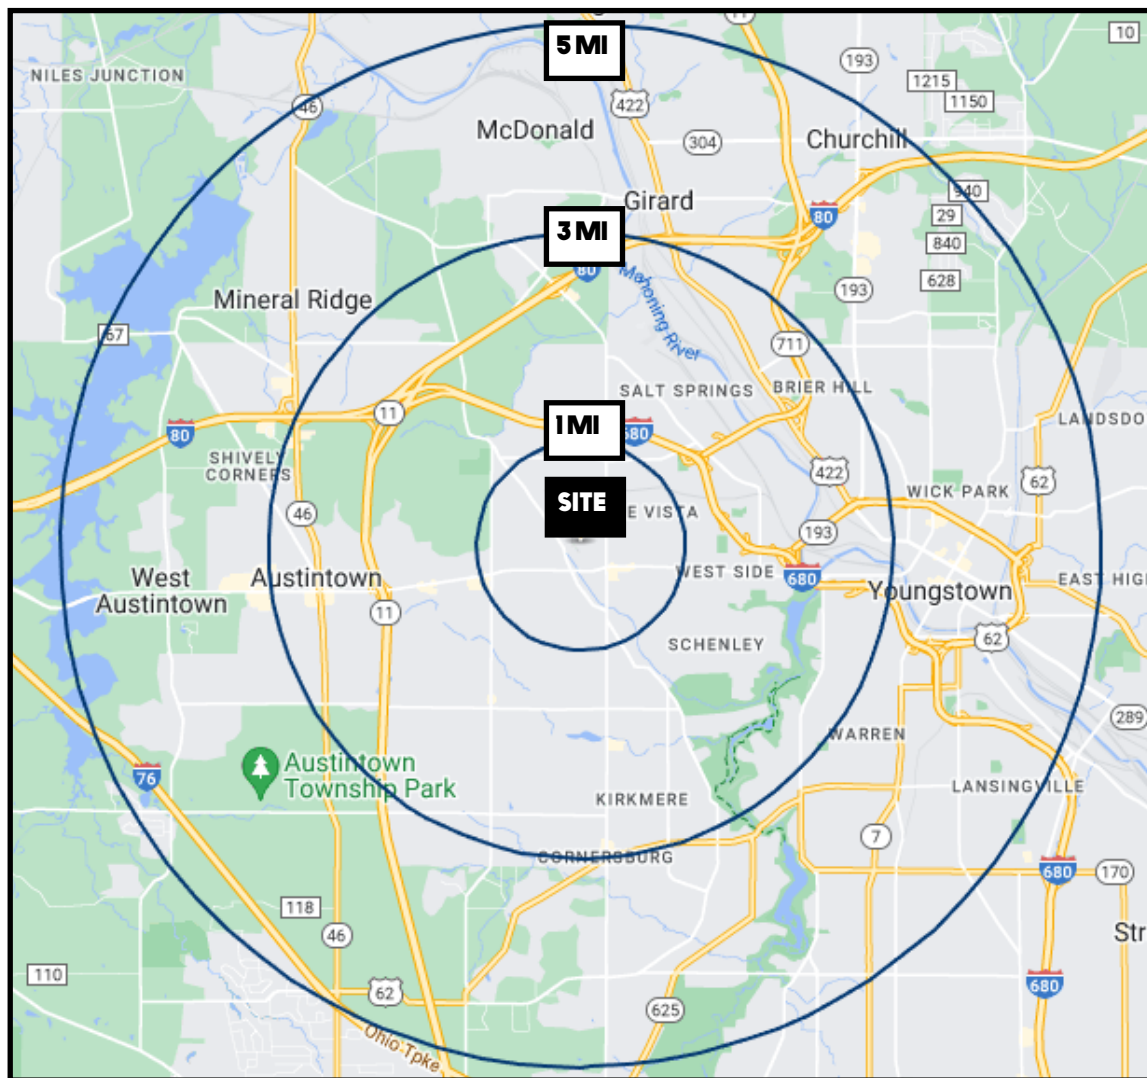 5 MI
10
193
NILES JUNCTION
1215
1150
46
422
McDonald
304
Churchill
940
Girard
29
80
3 MI
840
80
628
Mahoning River
193
Mineral Ridge
67
711
SALT SPRINGS
BRIER HILL
11
1 MI
680
LANDSDO
80
SHIVELY
CORNERS
422
62
SITE
WICK PARK
46
E VISTA
193
West
Austintown
Austintown
WEST SIDE
680
EAST HIG
Youngstown
11
62
SCHENLEY
289
WARREN
76
Austintown
Township Park
LANSINGVILLE
KIRKMERE
7
CORNERSBURG
680
170
118
46
Str
110
62
680
625
Ohio Tpke